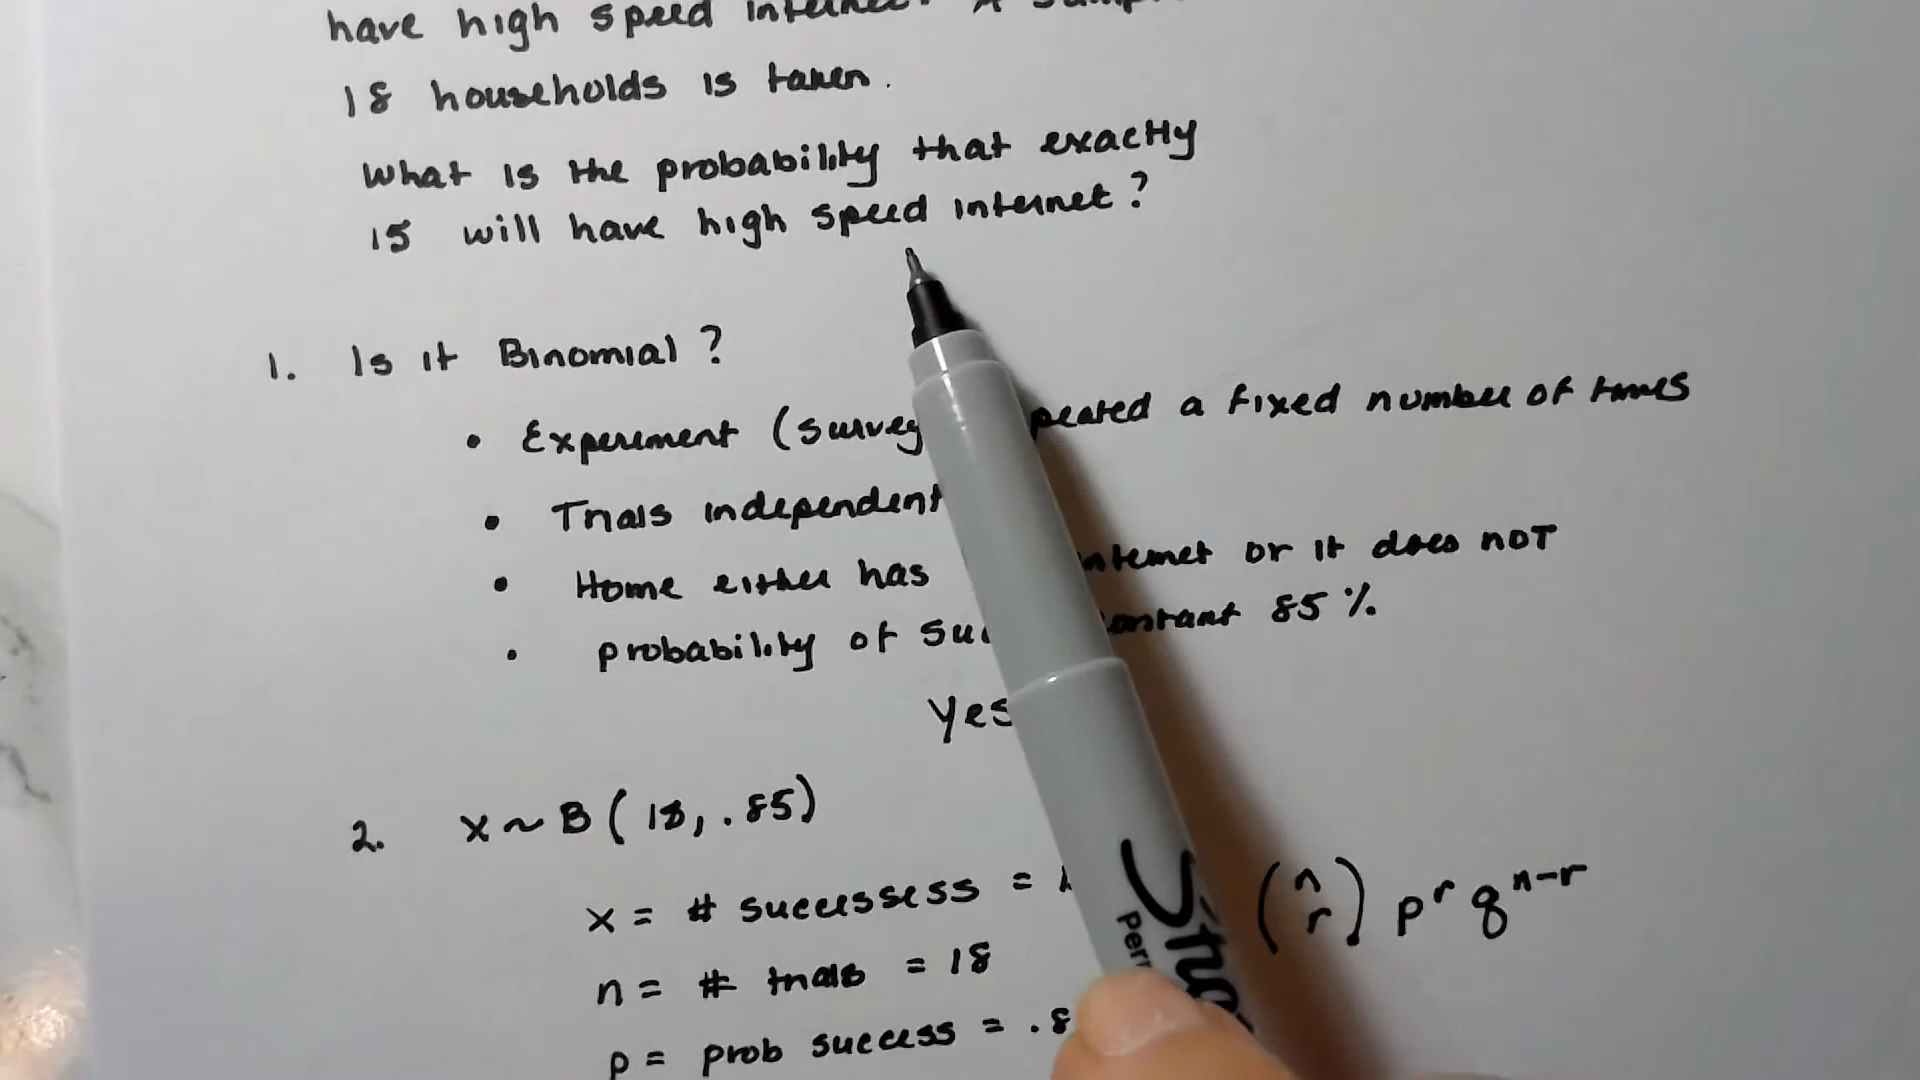 have high speed internet. A
18 households is taken.
What is the probability that exactly
15 will have high speed internet?
1. Is it Binomial?
• Experement (survey peated a fixed number of times
• Trials independent
• Home either has internet or it does not
• probability of suc onstant 85%
Yes
2. X ~ B(18, .85)
x = # successess =
(n r) p^r q^n-r
n = # trials = 18
p = prob success = .8